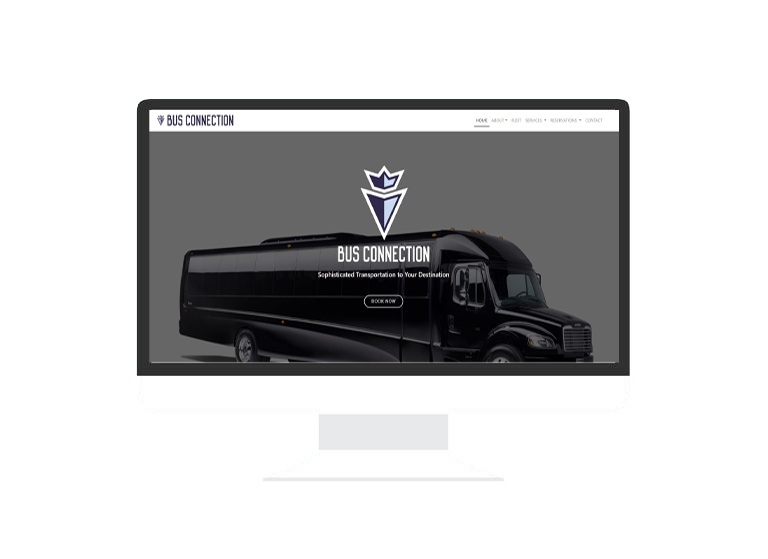 BUS CONNECTION
HOME ABOUT FLEET SERVICES RESERVATIONS CONTACT
BUS CONNECTION
Sophisticated Transportation to Your Destination
BOOK NOW